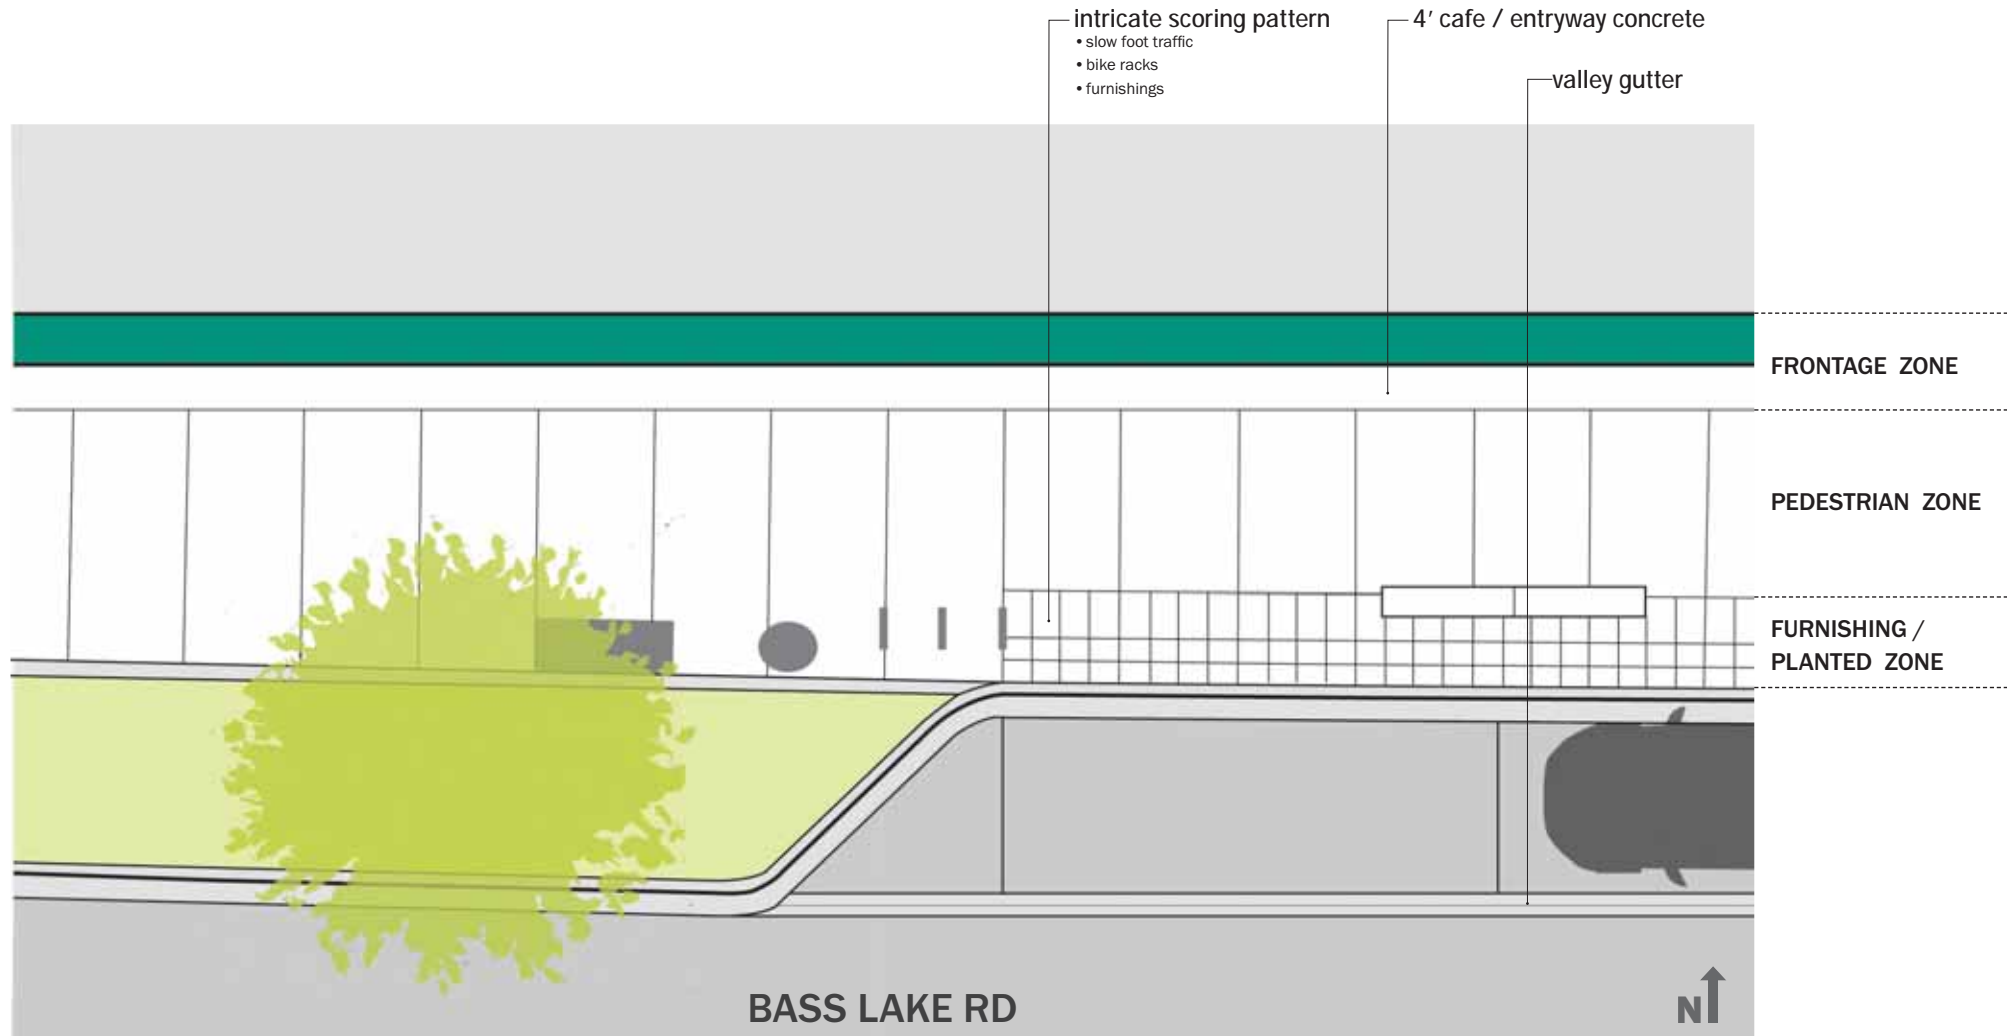 intricate scoring pattern
• slow foot traffic
• bike racks
• furnishings
4' cafe / entryway concrete
valley gutter
FRONTAGE ZONE
PEDESTRIAN ZONE
FURNISHING /
PLANTED ZONE
BASS LAKE RD
N